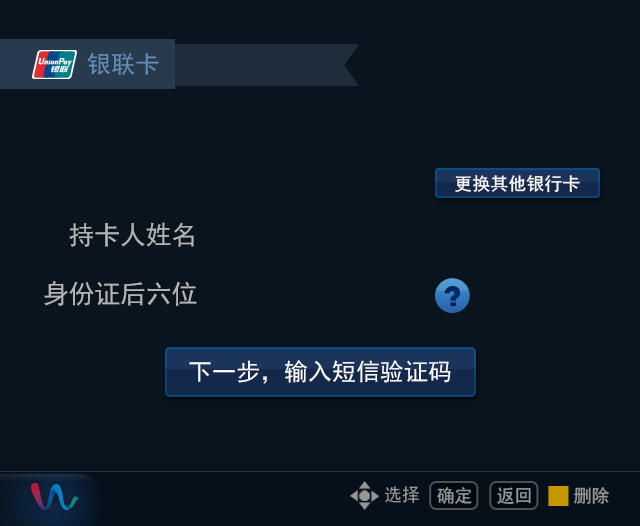 UnionPay
银联
银联卡
更换其他银行卡
持卡人姓名
身份证后六位
?
下一步，输入短信验证码
选择 确定 返回 删除